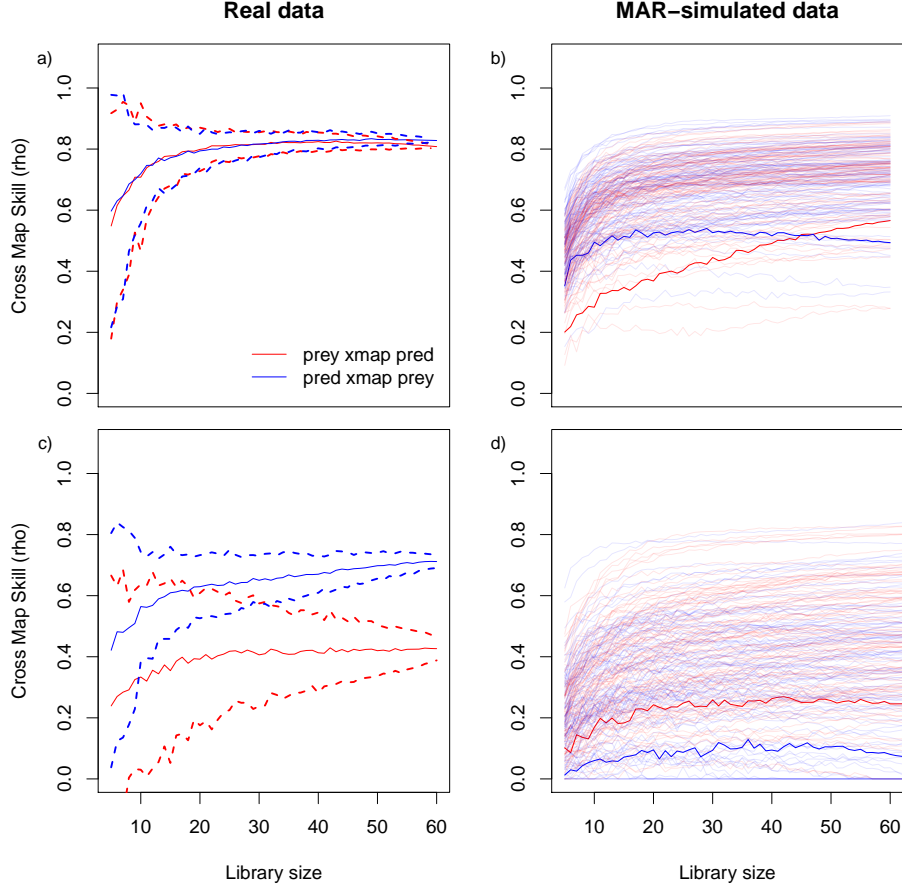 Real data
MAR−simulated data
a)
b)
Cross Map Skill (rho)
1.0
0.8
0.6
0.4
0.2
0.0
prey xmap pred
pred xmap prey
1.0
0.8
0.6
0.4
0.2
0.0
c)
d)
Cross Map Skill (rho)
1.0
0.8
0.6
0.4
0.2
0.0
10 20 30 40 50 60
Library size
1.0
0.8
0.6
0.4
0.2
0.0
10 20 30 40 50 60
Library size